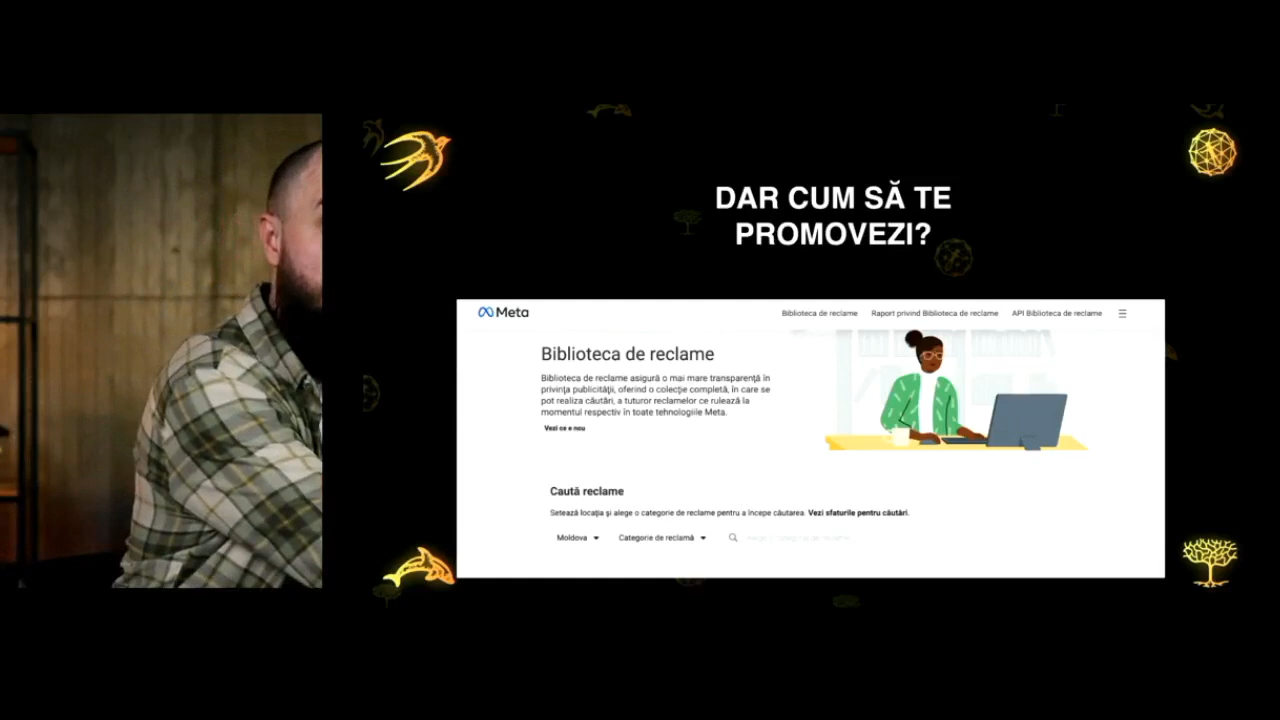 DAR CUM SĂ TE
PROMOVEZI?
Meta
Biblioteca de reclame
Raport privind Biblioteca de reclame
API Biblioteca de reclame
Biblioteca de reclame
Biblioteca de reclame asigură o mai mare transparență în
privința publicității, oferind o colecție completă, în care se
pot realiza căutări, a tuturor reclamelor ce rulează la
momentul respectiv în toate tehnologiile Meta.
Vezi ce e nou
Caută reclame
Setează locația și alege o categorie de reclame pentru a începe căutarea. Vezi sfaturile pentru căutări.
Moldova
Categorie de reclamă